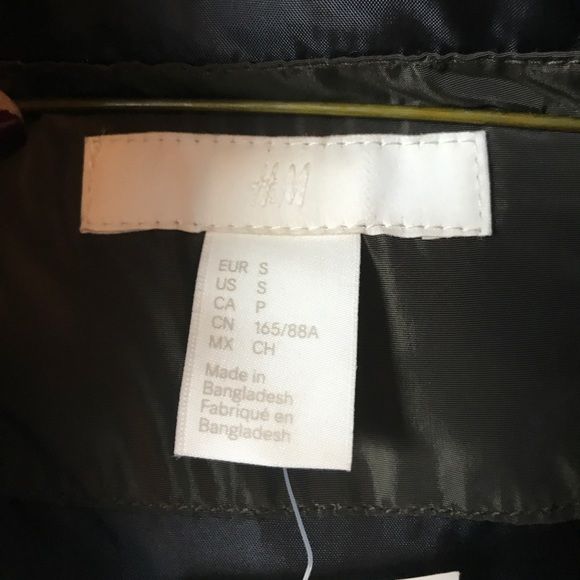 H&M
EUR S
US S
CA P
CN 165/88A
MX CH
Made in
Bangladesh
Fabriqué en
Bangladesh